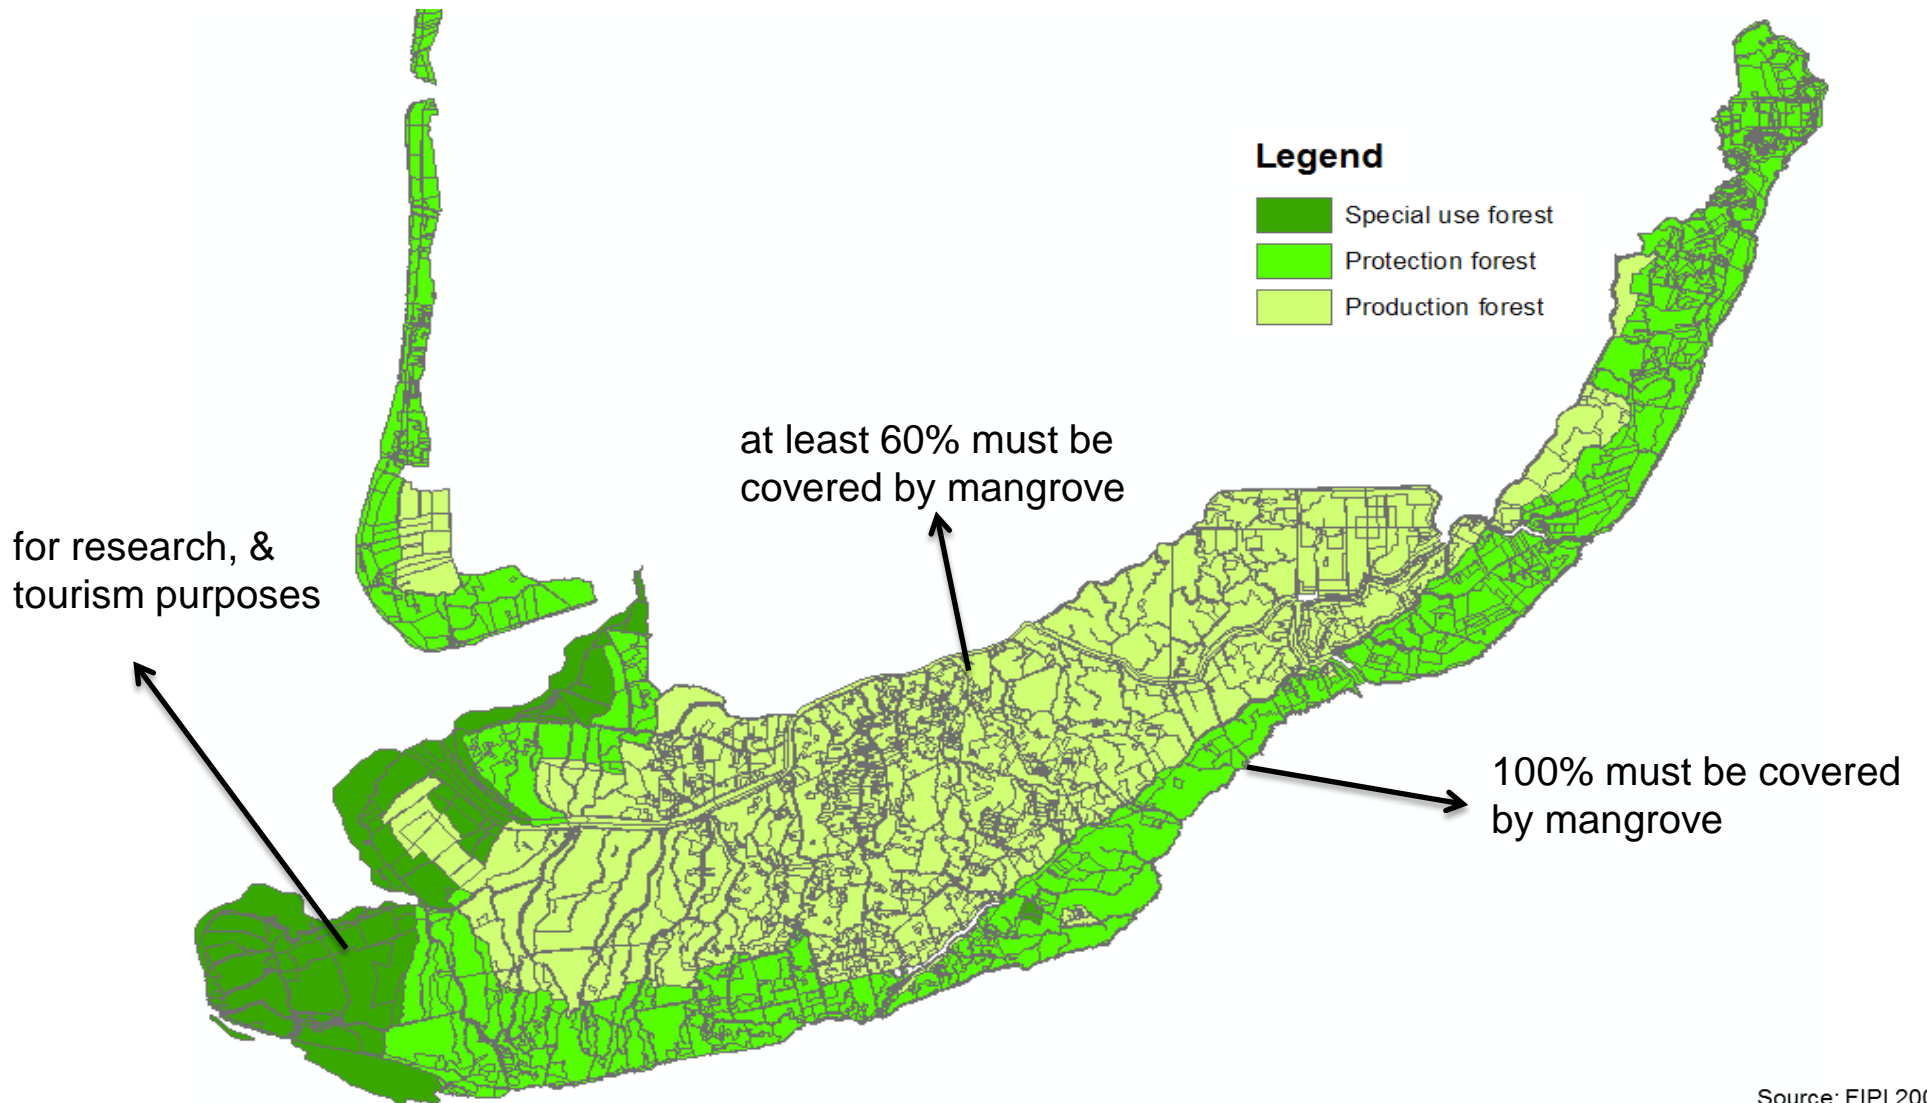 Legend
Special use forest
Protection forest
Production forest
at least 60% must be
covered by mangrove
for research, &
tourism purposes
100% must be covered
by mangrove
Source: